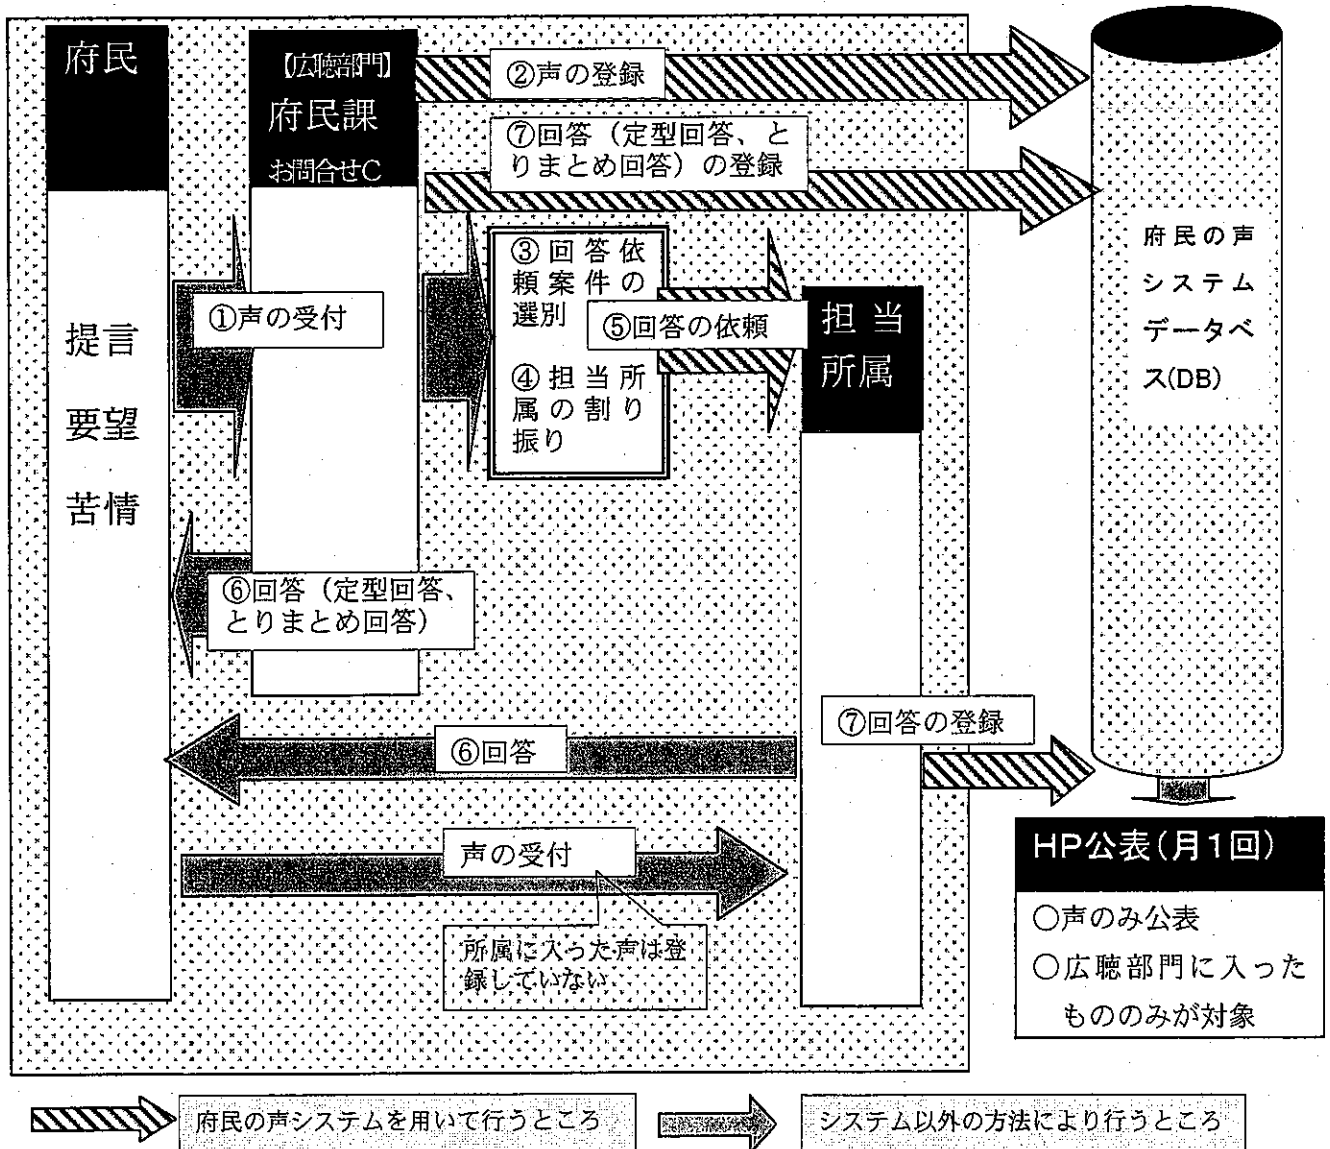 府民
提言
要望
苦情
【広聴部門】
府民課
お問合せC
②声の登録
⑦回答（定型回答、と
りまとめ回答）の登録
①声の受付
③回答依
頼案件の
選別
④担当所
属の割り
振り
⑤回答の依頼
担当
所属
府民の声
システム
データベ
ス(DB)
⑥回答（定型回答、
とりまとめ回答）
⑥回答
⑦回答の登録
声の受付
所属に入った声は登
録していない
HP公表(月1回)
○声のみ公表
○広聴部門に入った
もののみが対象
府民の声システムを用いて行うところ
システム以外の方法により行うところ